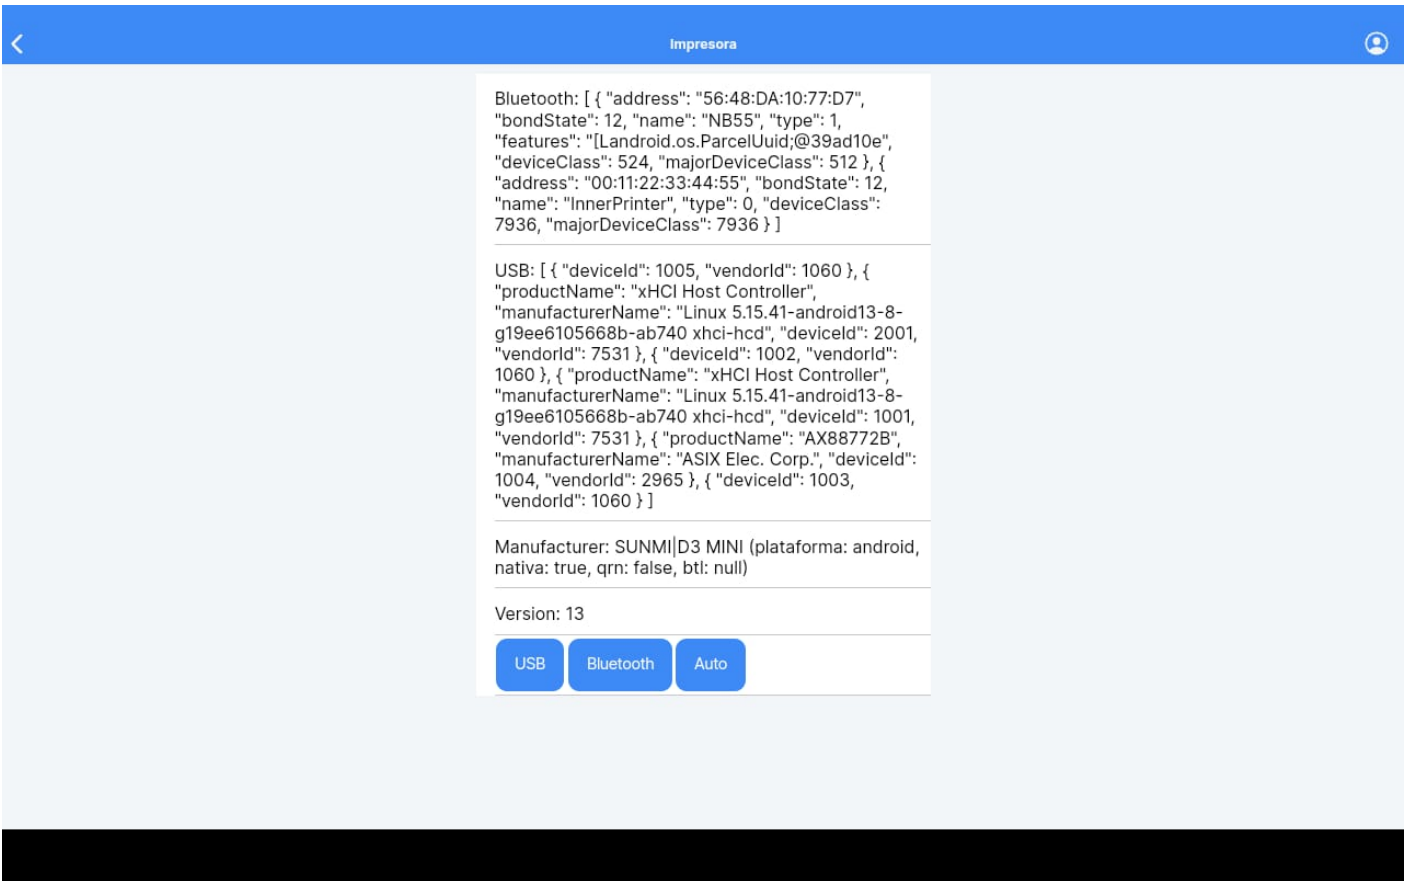 Impresora
Bluetooth: [ { "address": "56:48:DA:10:77:D7",
"bondState": 12, "name": "NB55", "type": 1,
"features": "[Landroid.os.ParcelUuid;@39ad10e",
"deviceClass": 524, "majorDeviceClass": 512 }, {
"address": "00:11:22:33:44:55", "bondState": 12,
"name": "InnerPrinter", "type": 0, "deviceClass":
7936, "majorDeviceClass": 7936 } ]
USB: [ { "deviceId": 1005, "vendorId": 1060 }, {
"productName": "xHCI Host Controller",
"manufacturerName": "Linux 5.15.41-android13-8-
g19ee6105668b-ab740 xhci-hcd", "deviceId": 2001,
"vendorId": 7531 }, { "deviceId": 1002, "vendorId":
1060 }, { "productName": "xHCI Host Controller",
"manufacturerName": "Linux 5.15.41-android13-8-
g19ee6105668b-ab740 xhci-hcd", "deviceId": 1001,
"vendorId": 7531 }, { "productName": "AX88772B",
"manufacturerName": "ASIX Elec. Corp.", "deviceId":
1004, "vendorId": 2965 }, { "deviceId": 1003,
"vendorId": 1060 } ]
Manufacturer: SUNMI|D3 MINI (plataforma: android,
nativa: true, qrn: false, btl: null)
Version: 13
USB Bluetooth Auto